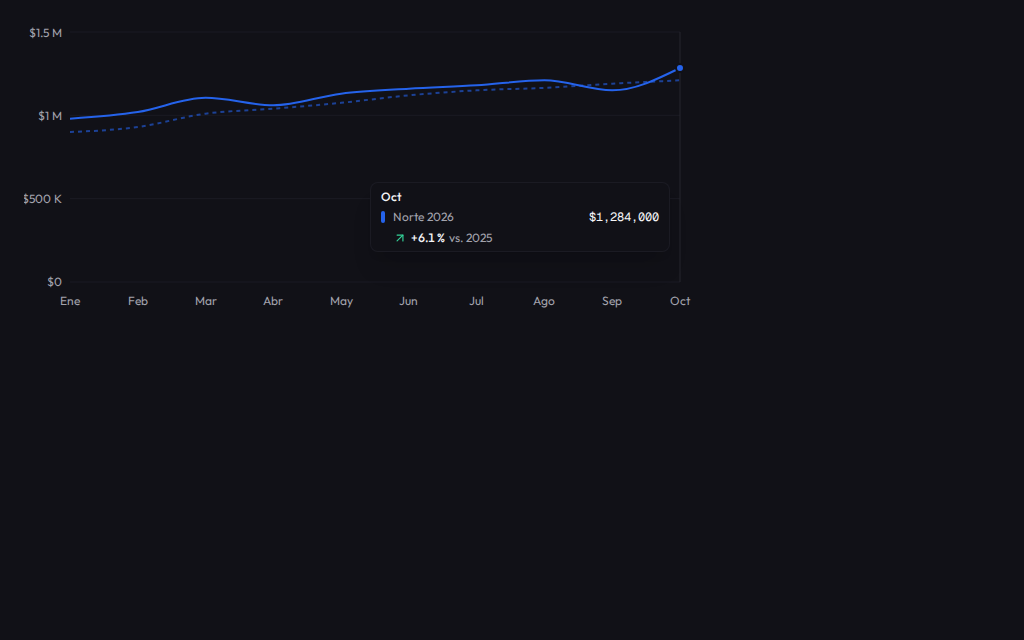 $1.5 M
$1 M
$500 K
$0
Oct
Norte 2026 $1,284,000
+6.1 % vs. 2025
Ene Feb Mar Abr May Jun Jul Ago Sep Oct